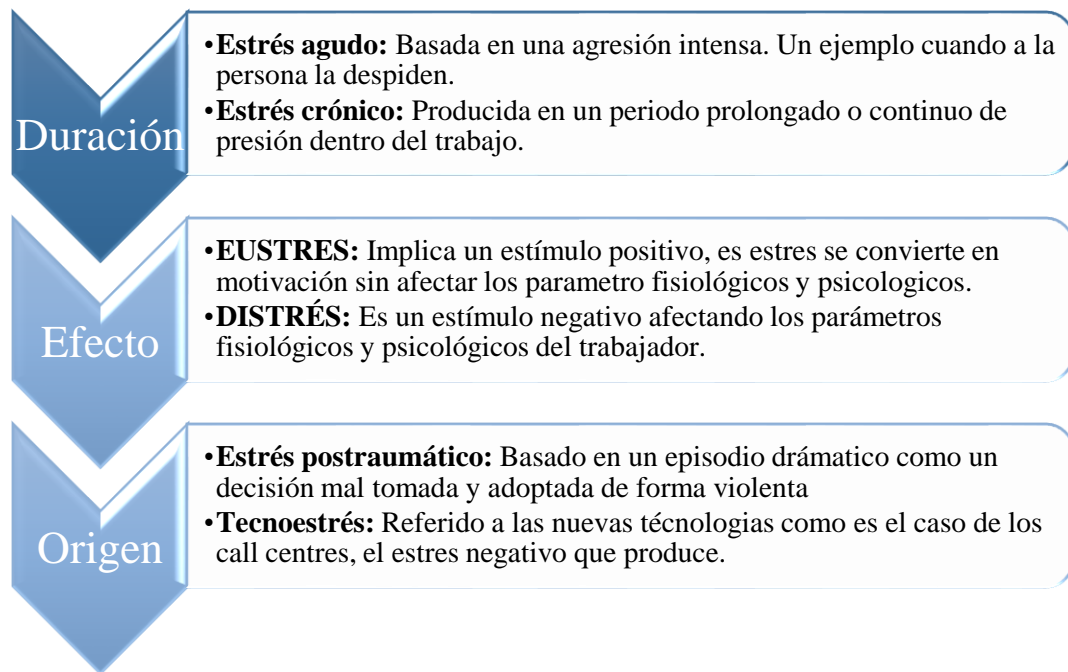 Duración
•Estrés agudo: Basada en una agresión intensa. Un ejemplo cuando a la
persona la despiden.
•Estrés crónico: Producida en un periodo prolongado o continuo de
presión dentro del trabajo.
Efecto
•EUSTRES: Implica un estímulo positivo, es estres se convierte en
motivación sin afectar los parametro fisiológicos y psicologicos.
•DISTRÉS: Es un estímulo negativo afectando los parámetros
fisiológicos y psicológicos del trabajador.
Origen
•Estrés postraumático: Basado en un episodio drámatico como un
decisión mal tomada y adoptada de forma violenta
•Tecnoestrés: Referido a las nuevas técnologias como es el caso de los
call centres, el estres negativo que produce.